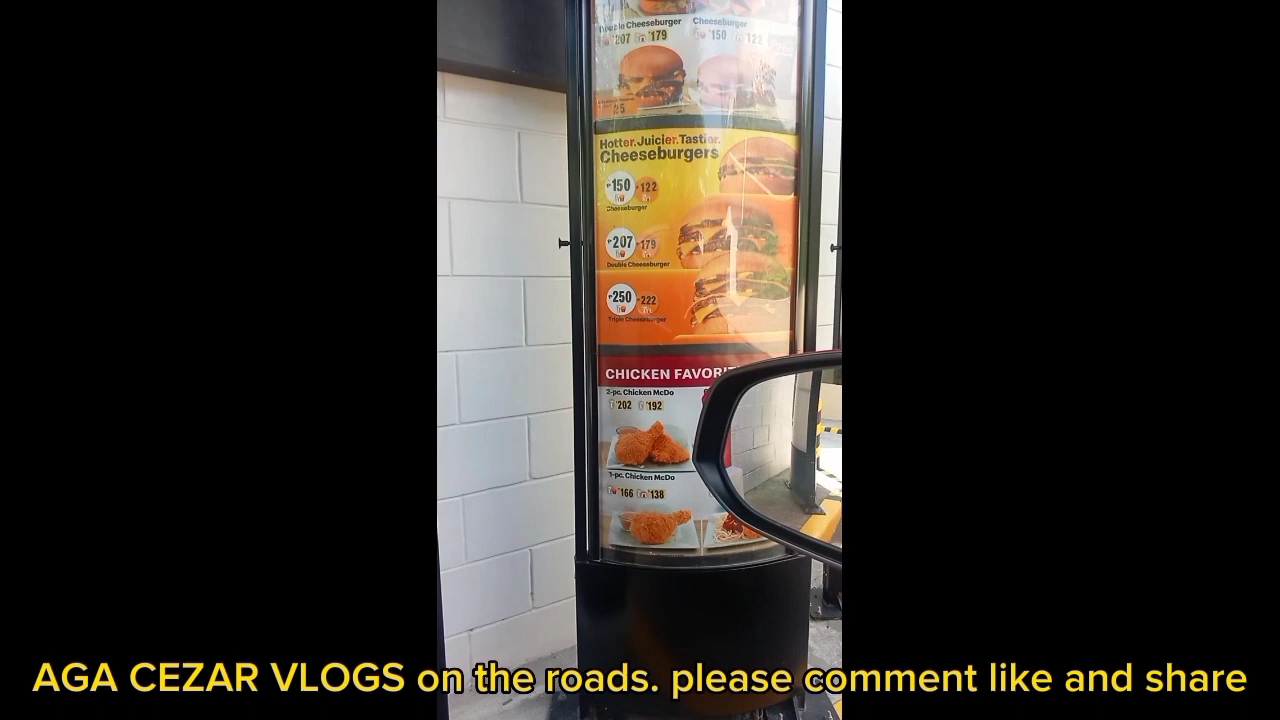 Double Cheeseburger Cheeseburger
207 179 150 122
25
Hotter. Juicier. Tastier.
Cheeseburgers
₱150 122
Cheeseburger
₱207 179
Double Cheeseburger
₱250 222
Triple Cheeseburger
CHICKEN
2-pc. Chicken McDo
202 192
1-pc. Chicken McDo
166 138
AGA CEZAR VLOGS on the roads. please comment like and share